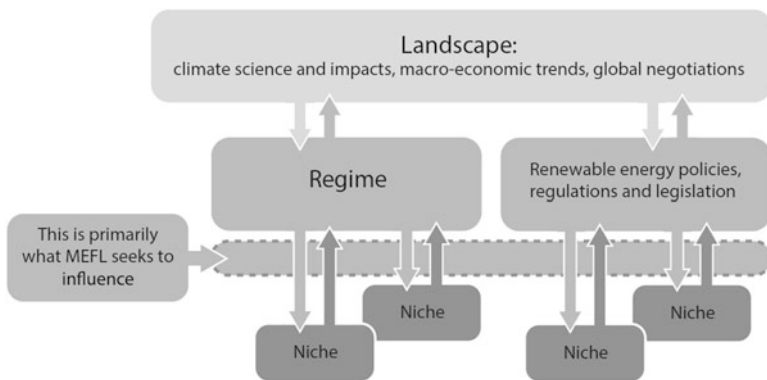 Landscape:
climate science and impacts, macro-economic trends, global negotiations
Regime
Renewable energy policies,
regulations and legislation
This is primarily
what MEFL seeks to
influence
Niche
Niche
Niche
Niche